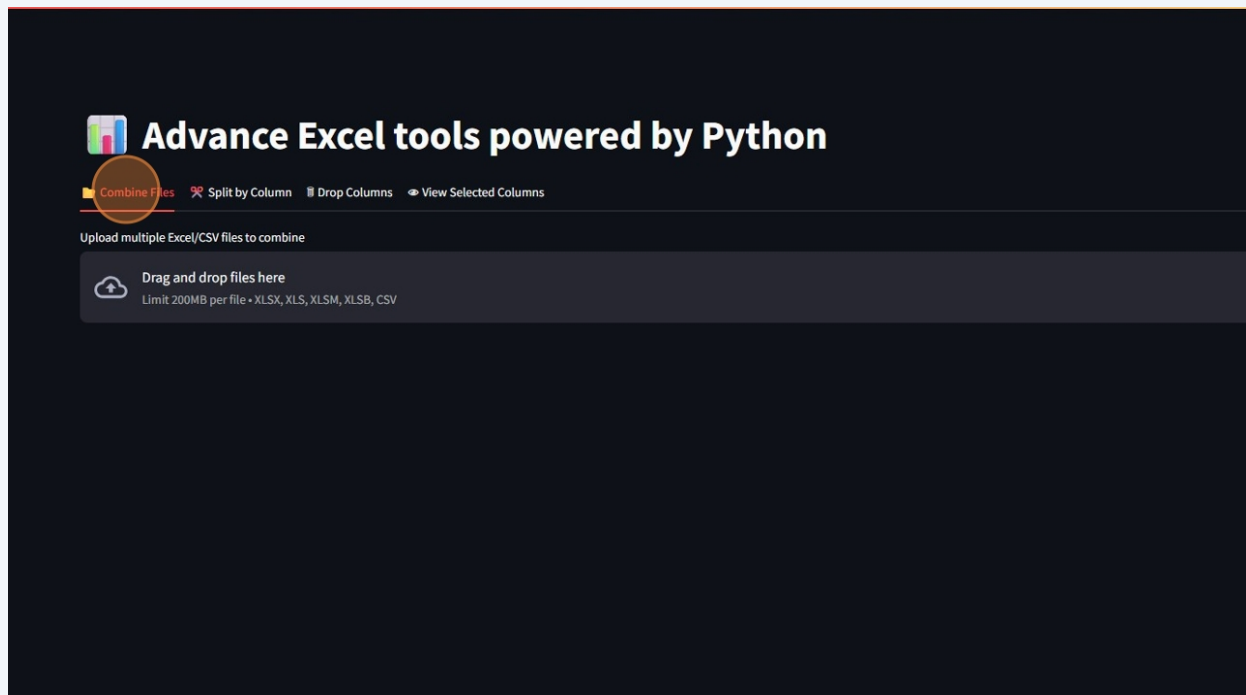 Advance Excel tools powered by Python
Combine Files Split by Column Drop Columns View Selected Columns
Upload multiple Excel/CSV files to combine
Drag and drop files here
Limit 200MB per file • XLSX, XLS, XLSM, XLSB, CSV